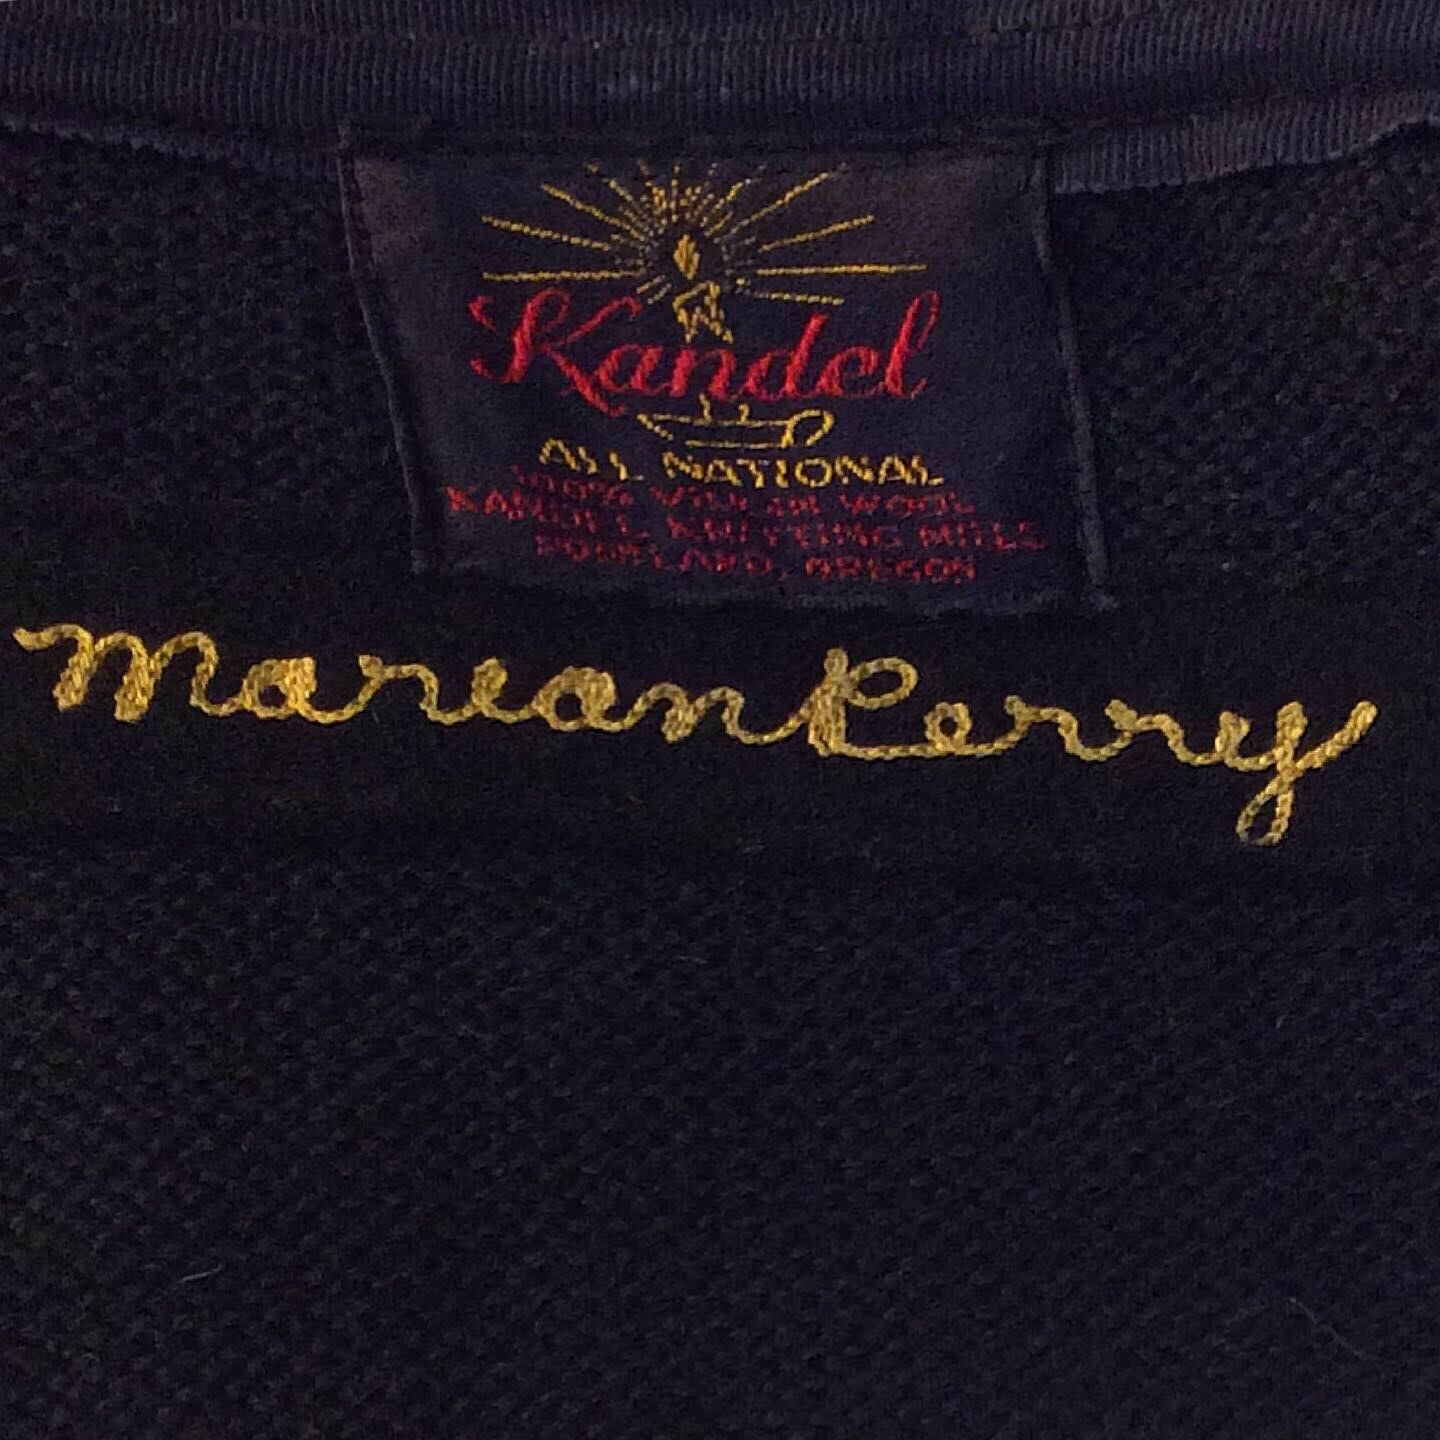 Kandel
ALL NATIONAL
100% VIRGIN WOOL
KANDEL KNITTING MILLS
PORTLAND, OREGON
Marian Perry